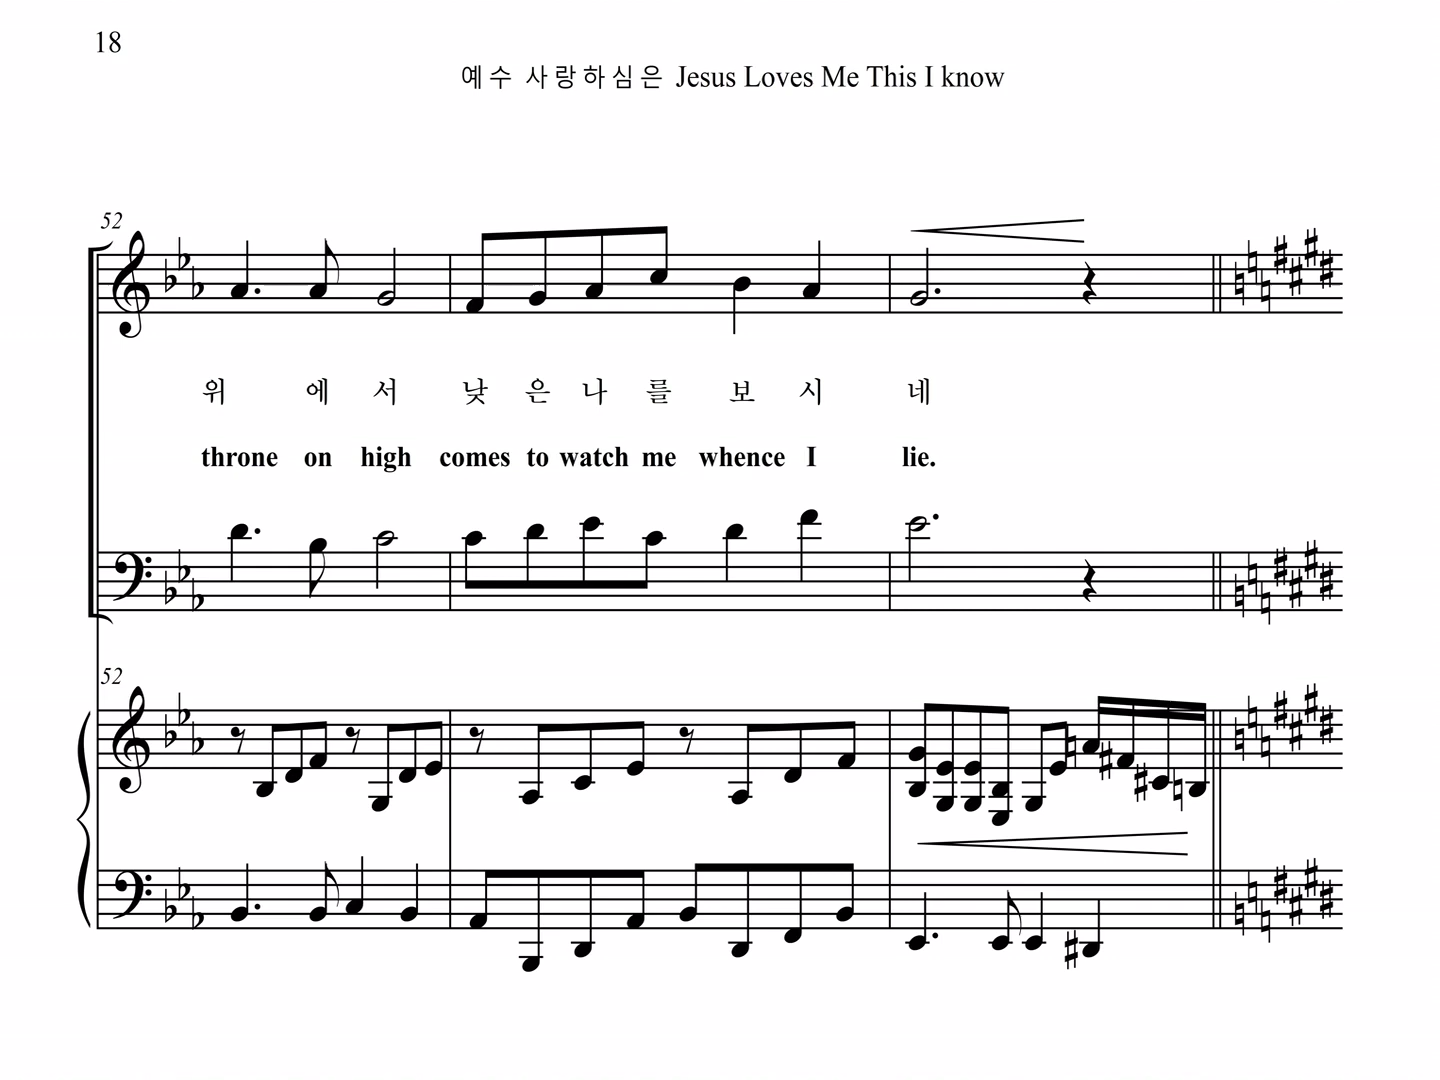 18
예수 사랑하심은 Jesus Loves Me This I know
52
위 에 서 낮 은 나 를 보 시 네
throne on high comes to watch me whence I lie.
52